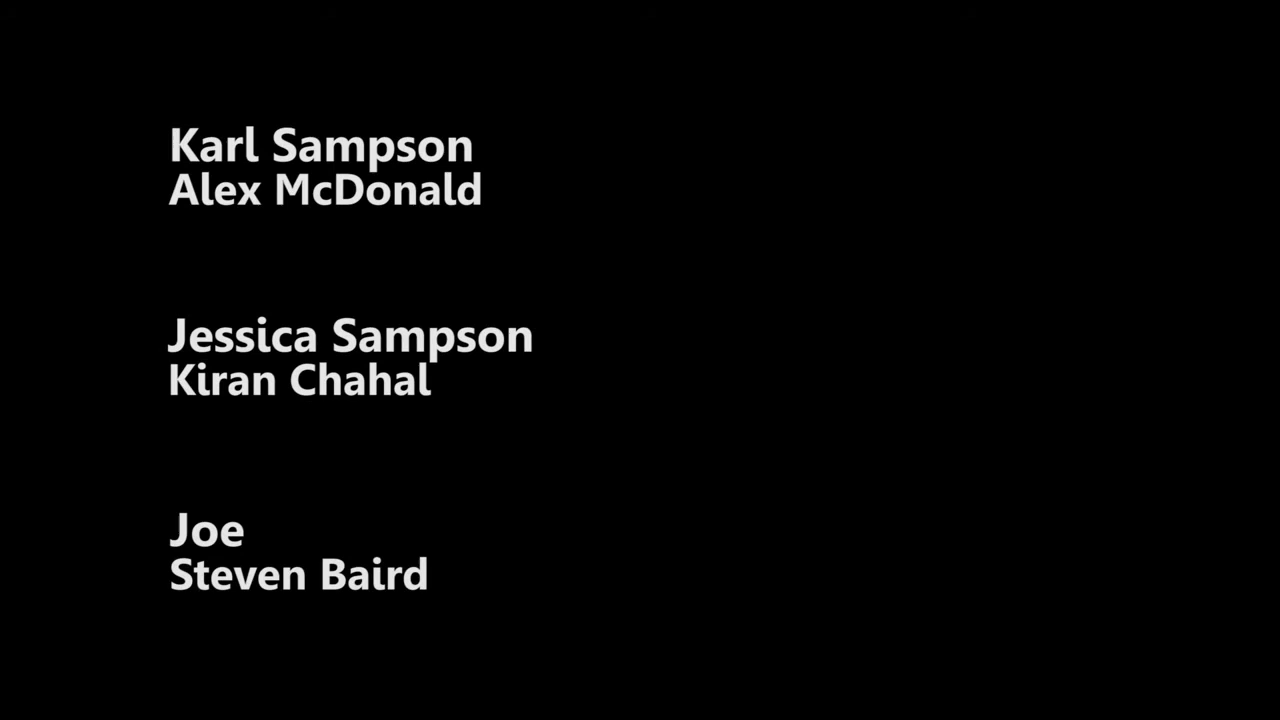 Karl Sampson
Alex McDonald
Jessica Sampson
Kiran Chahal
Joe
Steven Baird